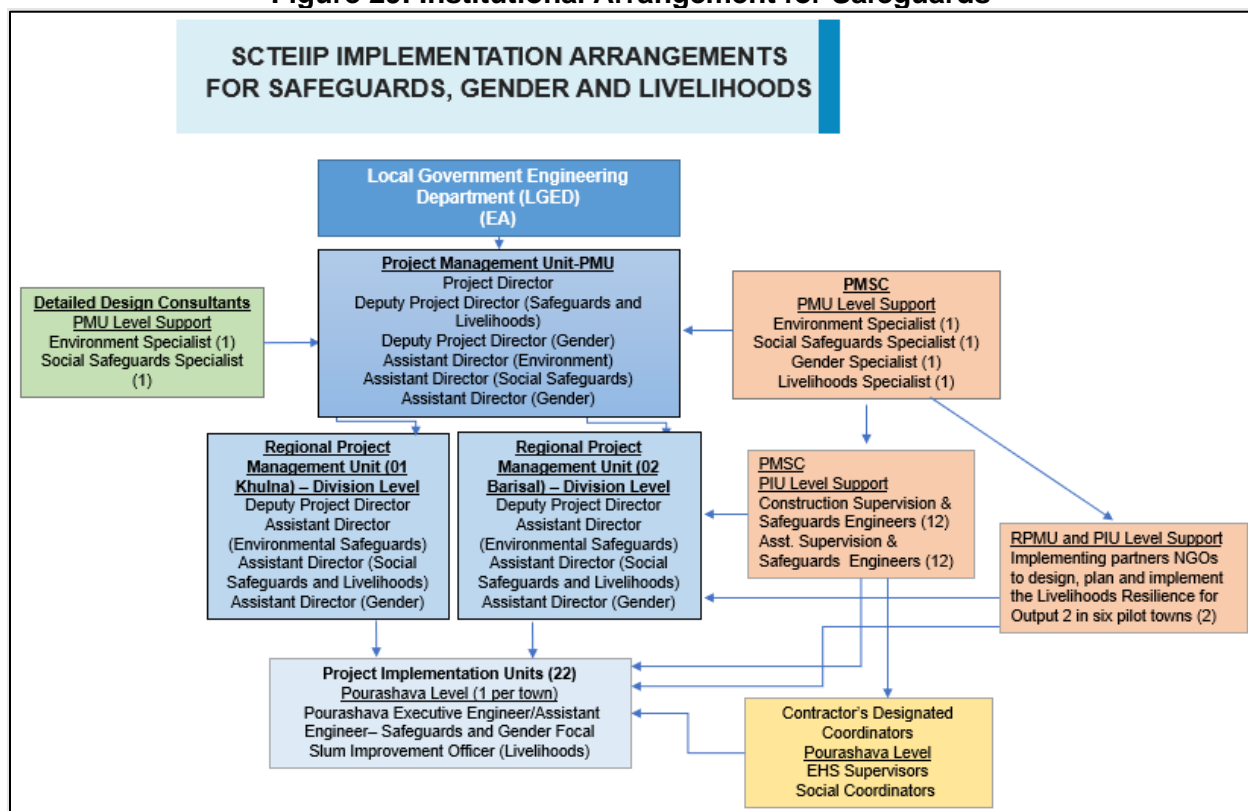 Figure 29: Institutional Arrangement for Safeguards
SCTEIIP IMPLEMENTATION ARRANGEMENTS
FOR SAFEGUARDS, GENDER AND LIVELIHOODS
Local Government Engineering
Department (LGED)
(EA)
Project Management Unit-PMU
Project Director
Deputy Project Director (Safeguards and
Livelihoods)
Deputy Project Director (Gender)
Assistant Director (Environment)
Assistant Director (Social Safeguards)
Assistant Director (Gender)
Detailed Design Consultants
PMU Level Support
Environment Specialist (1)
Social Safeguards Specialist
(1)
PMSC
PMU Level Support
Environment Specialist (1)
Social Safeguards Specialist (1)
Gender Specialist (1)
Livelihoods Specialist (1)
Regional Project
Management Unit (01
Khulna) – Division Level
Deputy Project Director
Assistant Director
(Environmental Safeguards)
Assistant Director (Social
Safeguards and Livelihoods)
Assistant Director (Gender)
Regional Project
Management Unit (02
Barisal) – Division Level
Deputy Project Director
Assistant Director
(Environmental Safeguards)
Assistant Director (Social
Safeguards and Livelihoods)
Assistant Director (Gender)
PMSC
PIU Level Support
Construction Supervision &
Safeguards Engineers (12)
Asst. Supervision &
Safeguards Engineers (12)
RPMU and PIU Level Support
Implementing partners NGOs
to design, plan and implement
the Livelihoods Resilience for
Output 2 in six pilot towns (2)
Project Implementation Units (22)
Pourashava Level (1 per town)
Pourashava Executive Engineer/Assistant
Engineer– Safeguards and Gender Focal
Slum Improvement Officer (Livelihoods)
Contractor's Designated
Coordinators
Pourashava Level
EHS Supervisors
Social Coordinators